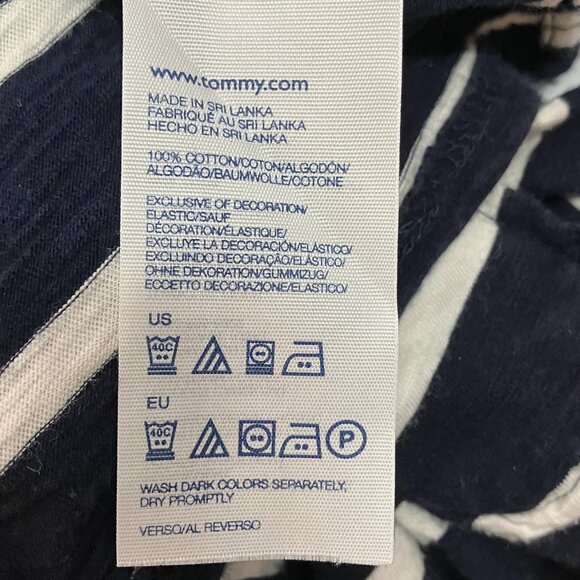 www.tommy.com
MADE IN SRI LANKA
FABRIQUÉ AU SRI LANKA
HECHO EN SRI LANKA
100% COTTON/COTON/ALGODÓN/
ALGODÃO/BAUMWOLLE/COTONE
EXCLUSIVE OF DECORATION/
ELASTIC/SAUF
DÉCORATION/ÉLASTIQUE/
EXCLUYE LA DECORACIÓN/ELÁSTICO/
EXCLUINDO DECORAÇÃO/ELÁSTICO/
OHNE DEKORATION/GUMMIZUG/
ECCETTO DECORAZIONE/ELASTICO/
US
40C
EU
40C P
WASH DARK COLORS SEPARATELY,
DRY PROMPTLY
VERSO/AL REVERSO